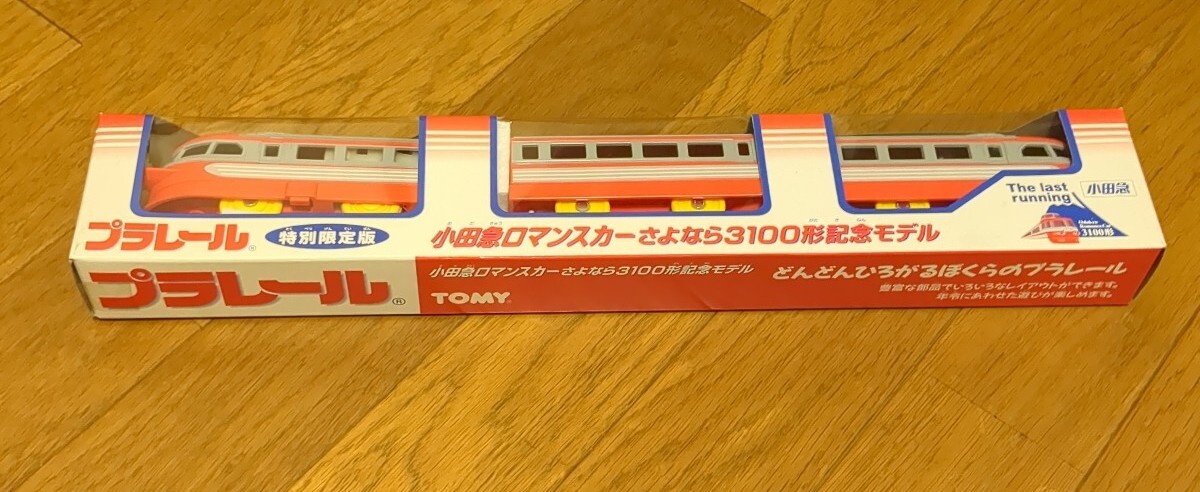 The last
running
小田急
Odakyu
Romancecar
3100形
プラレール®
特別限定版
とくべつげんていばん
おだきゅう
小田急ロマンスカーさよなら3100形記念モデル
プラレール®
小田急ロマンスカーさよなら3100形記念モデル
TOMY
どんどんひろがるぼくらのプラレール
豊富な部品でいろいろなレイアウトができます。
年令にあわせた遊びが楽しめます。